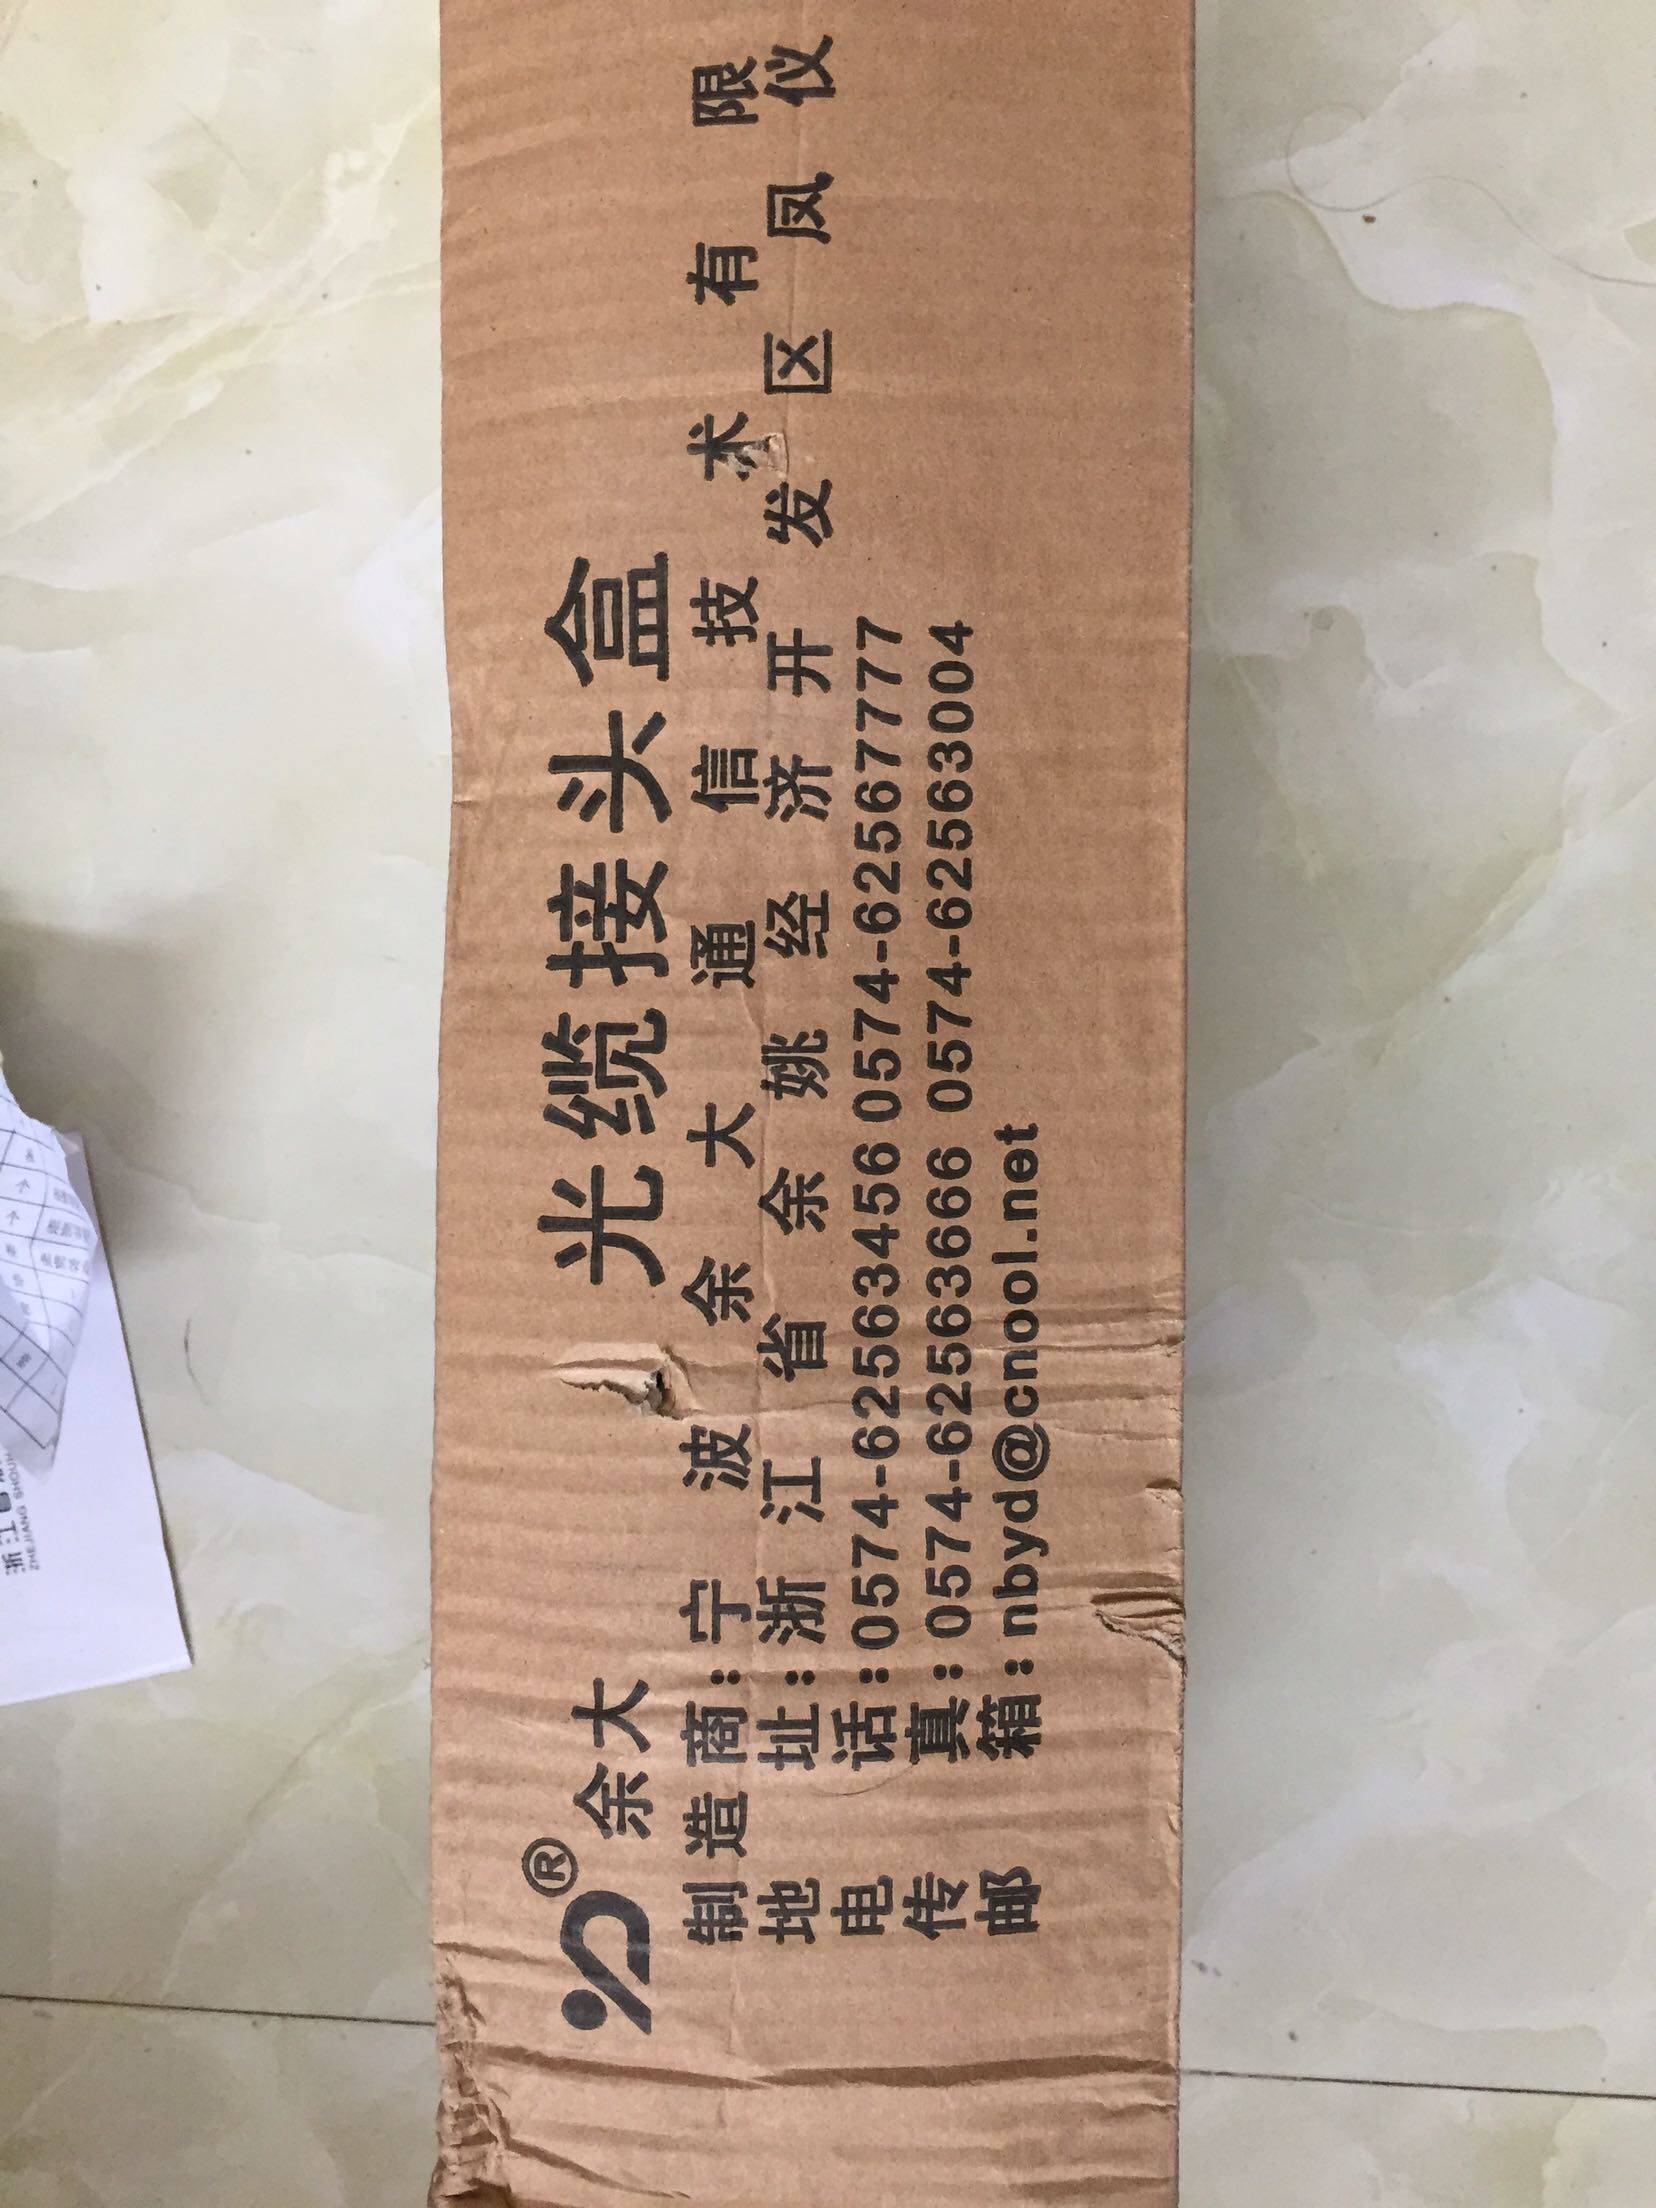 ® 余大 光缆接头盒
制造商:宁波余大通信技术有限
地址:浙江省余姚经济开发区凤仪
电话:0574-62563456 0574-62567777
传真:0574-62563666 0574-62563004
邮箱:nbyd@cnool.net